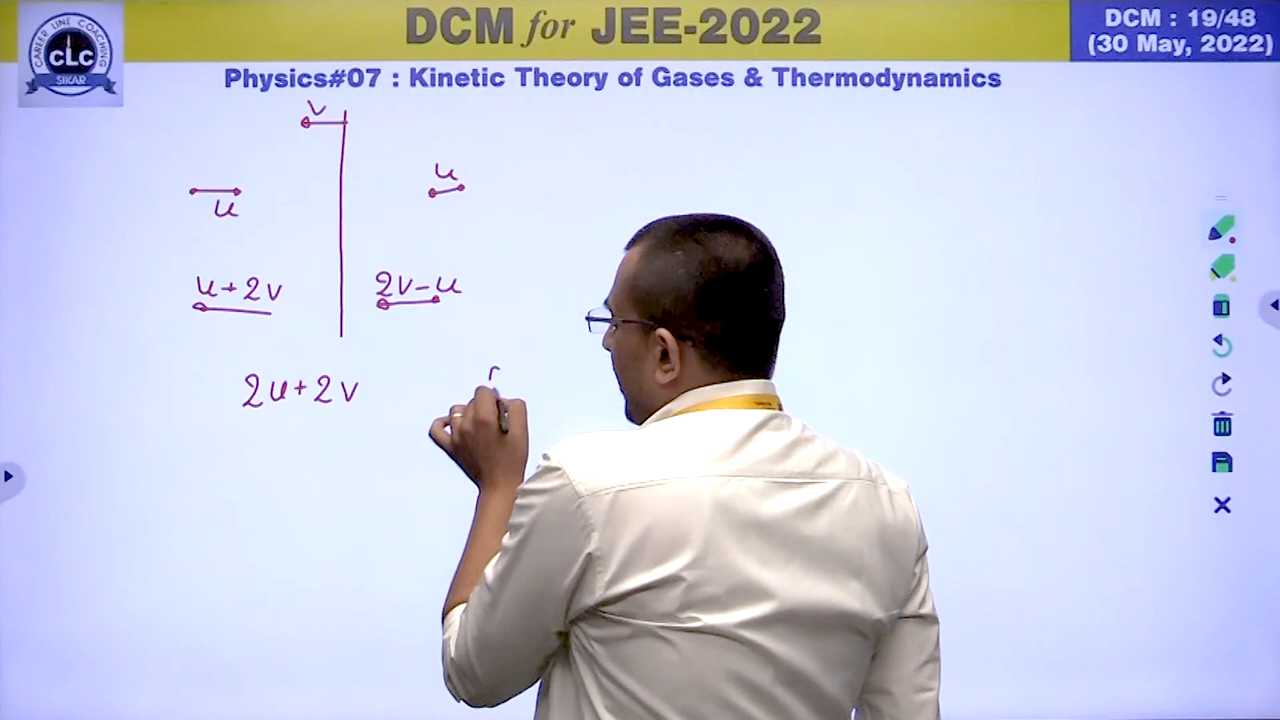 DCM for JEE-2022
DCM : 19/48
(30 May, 2022)
CAREER LINE COACHING
CLC
SIKAR
Physics#07 : Kinetic Theory of Gases & Thermodynamics
v
u
u
u+2v
2v-u
2u+2v